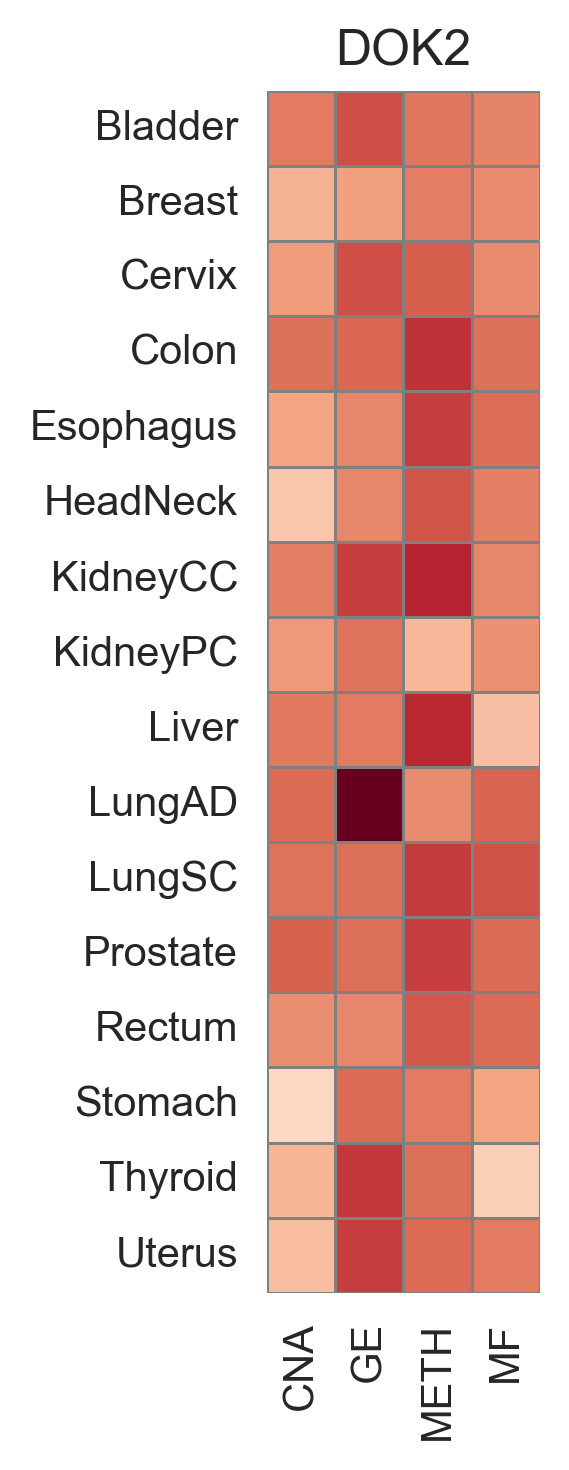 DOK2
Bladder
Breast
Cervix
Colon
Esophagus
HeadNeck
KidneyCC
KidneyPC
Liver
LungAD
LungSC
Prostate
Rectum
Stomach
Thyroid
Uterus
CNA
GE
METH
MF